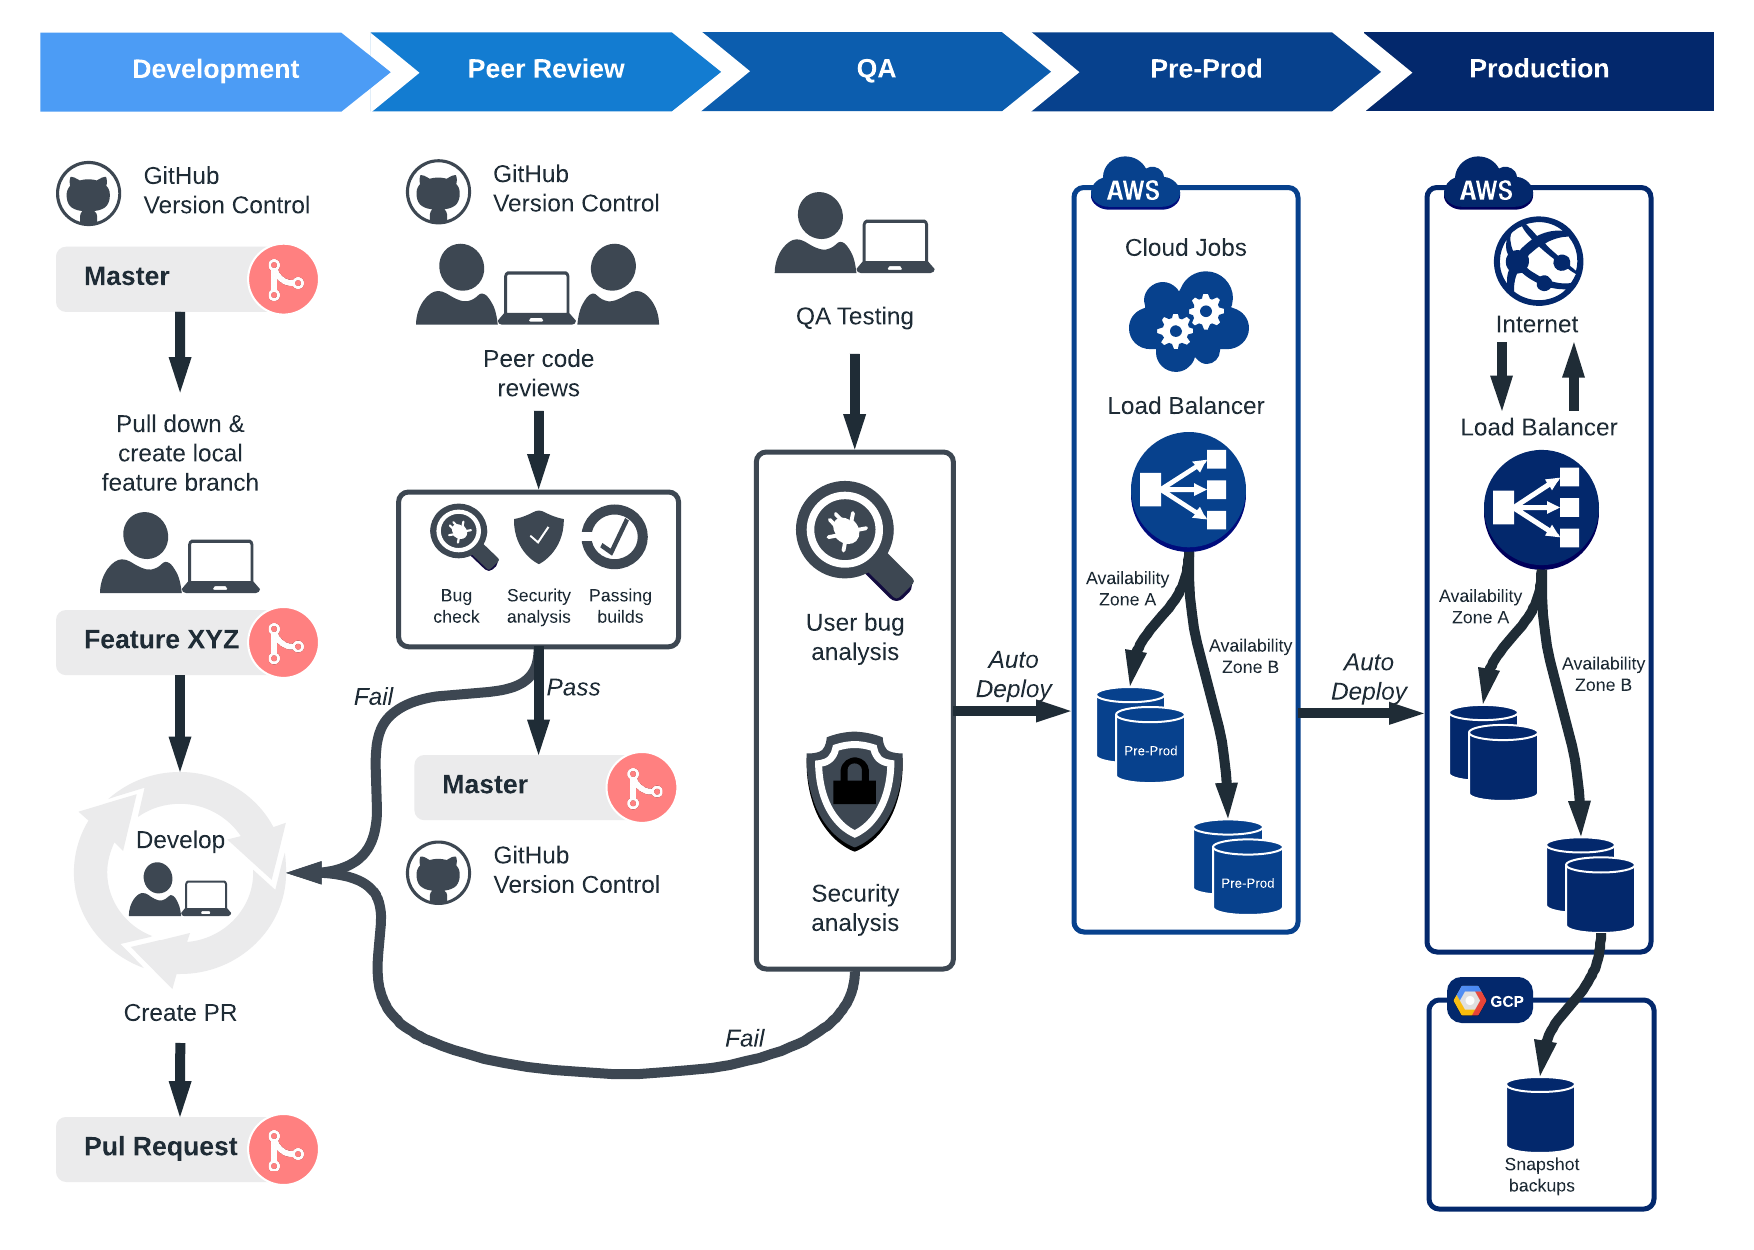 Development
Peer Review
QA
Pre-Prod
Production
GitHub
Version Control
Master
Pull down &
create local
feature branch
Feature XYZ
Develop
Create PR
Pul Request
GitHub
Version Control
Peer code
reviews
Bug
check
Security
analysis
Passing
builds
Fail
Pass
Master
GitHub
Version Control
QA Testing
User bug
analysis
Security
analysis
Fail
Auto
Deploy
AWS
Cloud Jobs
Load Balancer
Availability
Zone A
Availability
Zone B
Pre-Prod
Pre-Prod
Auto
Deploy
AWS
Internet
Load Balancer
Availability
Zone A
Availability
Zone B
GCP
Snapshot
backups